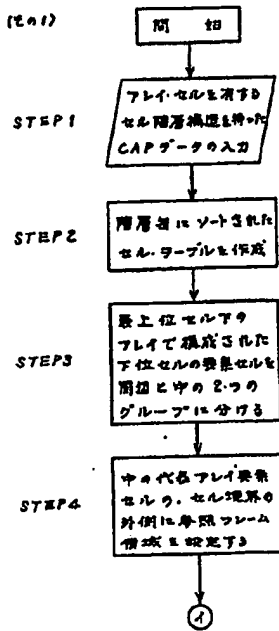 (その1)
開 始
STEP1
アレイ・セルを有する
セル階層構造を持った
CAPデータの入力
STEP2
階層毎にソートされた
セル・テーブルを作成
STEP3
最上位セル下の
アレイで構成された
下位セルの要素セルを
周辺と中の2つの
グループに分ける
STEP4
中の代表アレイ要素
セルの、セル境界の
外側に参照フレーム
領域を設定する
イ